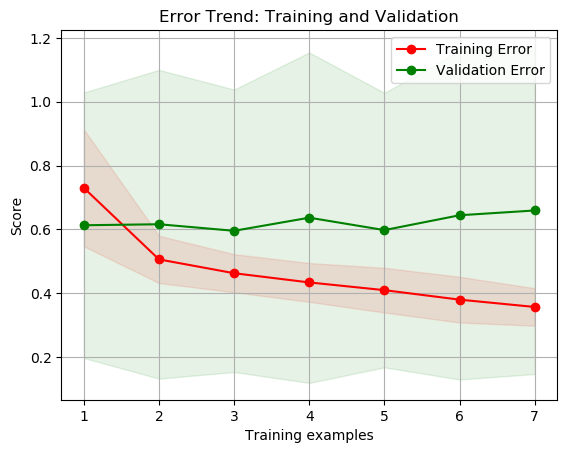 Error Trend: Training and Validation
Training Error
Validation Error
Score
1.2
1.0
0.8
0.6
0.4
0.2
1 2 3 4 5 6 7
Training examples